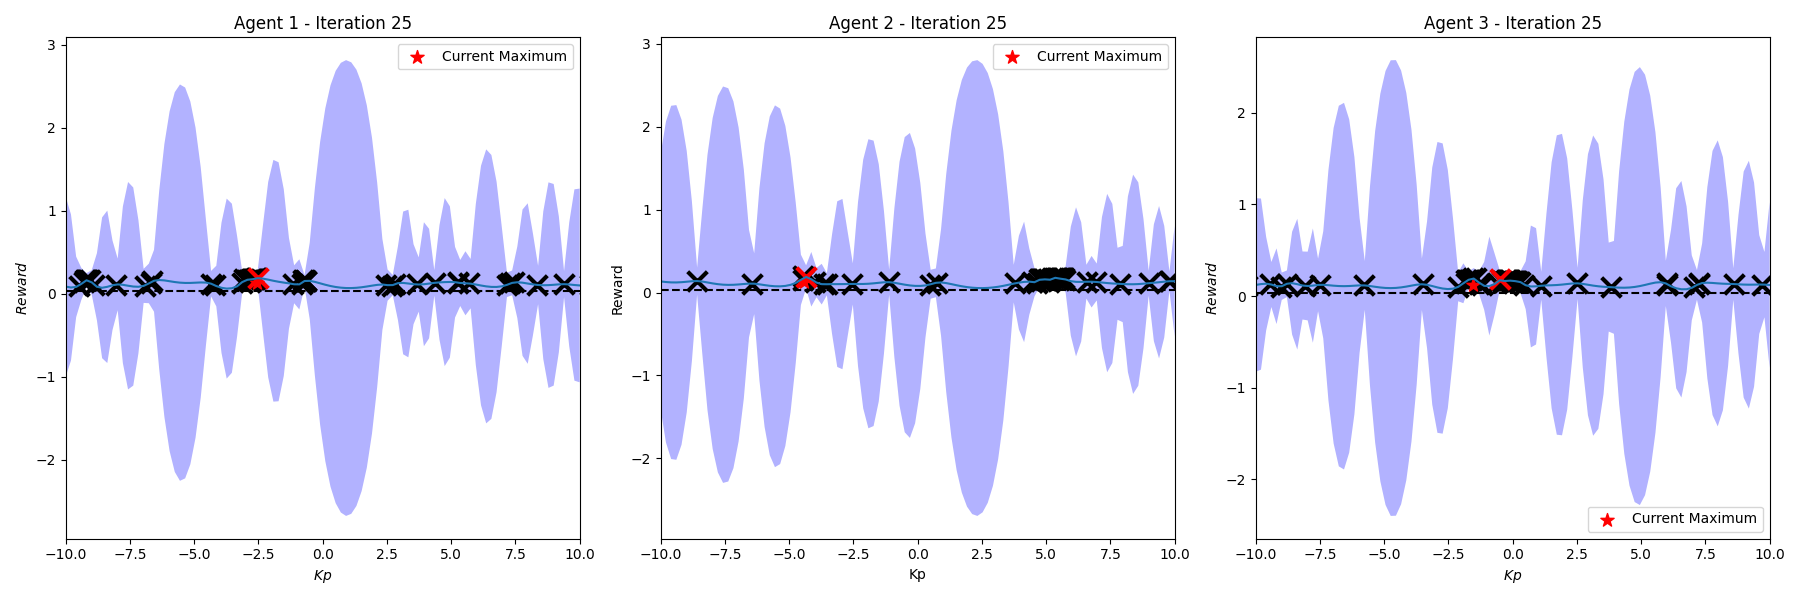 Agent 1 - Iteration 25
Current Maximum
Reward
3
2
1
0
−1
−2
−10.0 −7.5 −5.0 −2.5 0.0 2.5 5.0 7.5 10.0
Kp
Agent 2 - Iteration 25
Current Maximum
Reward
3
2
1
0
−1
−2
−10.0 −7.5 −5.0 −2.5 0.0 2.5 5.0 7.5 10.0
Kp
Agent 3 - Iteration 25
Reward
2
1
0
−1
−2
Current Maximum
−10.0 −7.5 −5.0 −2.5 0.0 2.5 5.0 7.5 10.0
Kp